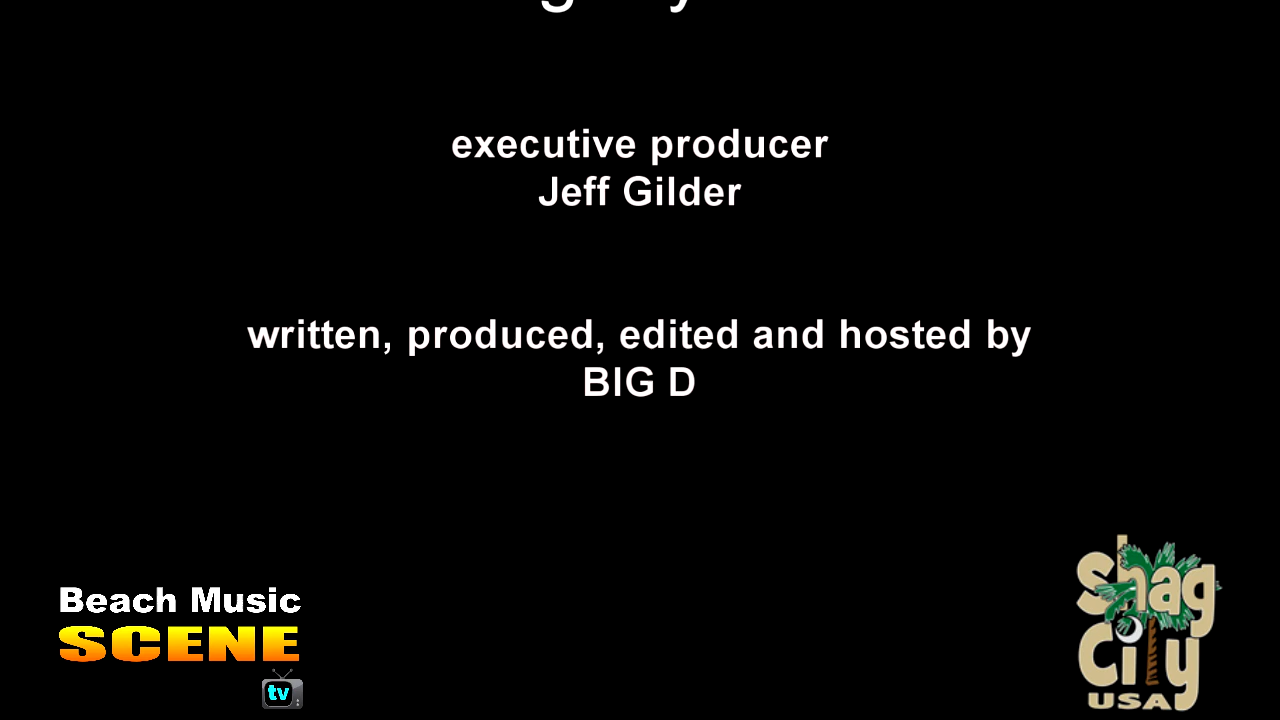 executive producer
Jeff Gilder
written, produced, edited and hosted by
BIG D
Beach Music
SCENE
tv
Shag
City
USA